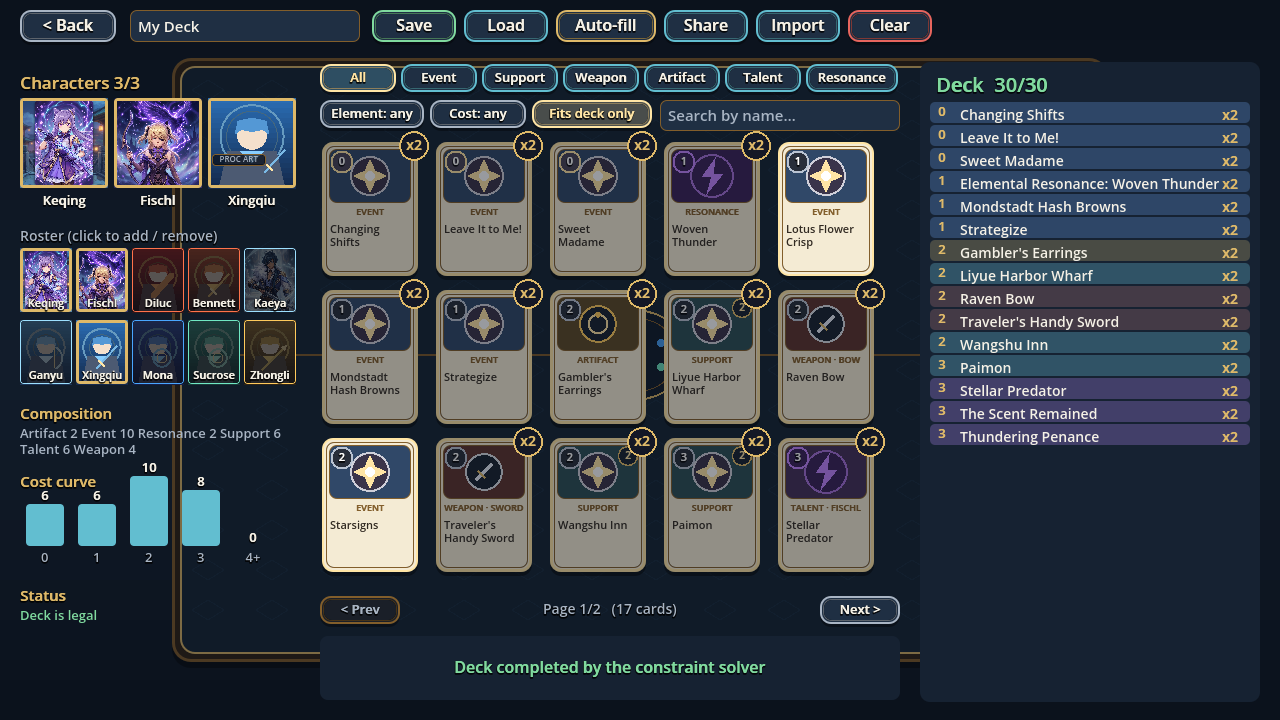 < Back
My Deck
Save
Load
Auto-fill
Share
Import
Clear
Characters 3/3
PROC ART
Keqing
Fischl
Xingqiu
Roster (click to add / remove)
Keqing
Fischl
Diluc
Bennett
Kaeya
Ganyu
Xingqiu
Mona
Sucrose
Zhongli
Composition
Artifact 2 Event 10 Resonance 2 Support 6
Talent 6 Weapon 4
Cost curve
6
6
10
8
0
0
1
2
3
4+
Status
Deck is legal
All
Event
Support
Weapon
Artifact
Talent
Resonance
Element: any
Cost: any
Fits deck only
Search by name...
0
x2
EVENT
Changing
Shifts
0
x2
EVENT
Leave It to Me!
0
x2
EVENT
Sweet
Madame
1
x2
RESONANCE
Woven
Thunder
1
EVENT
Lotus Flower
Crisp
1
x2
EVENT
Mondstadt
Hash Browns
1
x2
EVENT
Strategize
2
x2
ARTIFACT
Gambler's
Earrings
2
2
x2
SUPPORT
Liyue Harbor
Wharf
2
x2
WEAPON · BOW
Raven Bow
2
EVENT
Starsigns
2
x2
WEAPON · SWORD
Traveler's
Handy Sword
2
2
x2
SUPPORT
Wangshu Inn
3
2
x2
SUPPORT
Paimon
3
x2
TALENT · FISCHL
Stellar
Predator
< Prev
Page 1/2 (17 cards)
Next >
Deck completed by the constraint solver
Deck 30/30
0 Changing Shifts x2
0 Leave It to Me! x2
0 Sweet Madame x2
1 Elemental Resonance: Woven Thunder x2
1 Mondstadt Hash Browns x2
1 Strategize x2
2 Gambler's Earrings x2
2 Liyue Harbor Wharf x2
2 Raven Bow x2
2 Traveler's Handy Sword x2
2 Wangshu Inn x2
3 Paimon x2
3 Stellar Predator x2
3 The Scent Remained x2
3 Thundering Penance x2